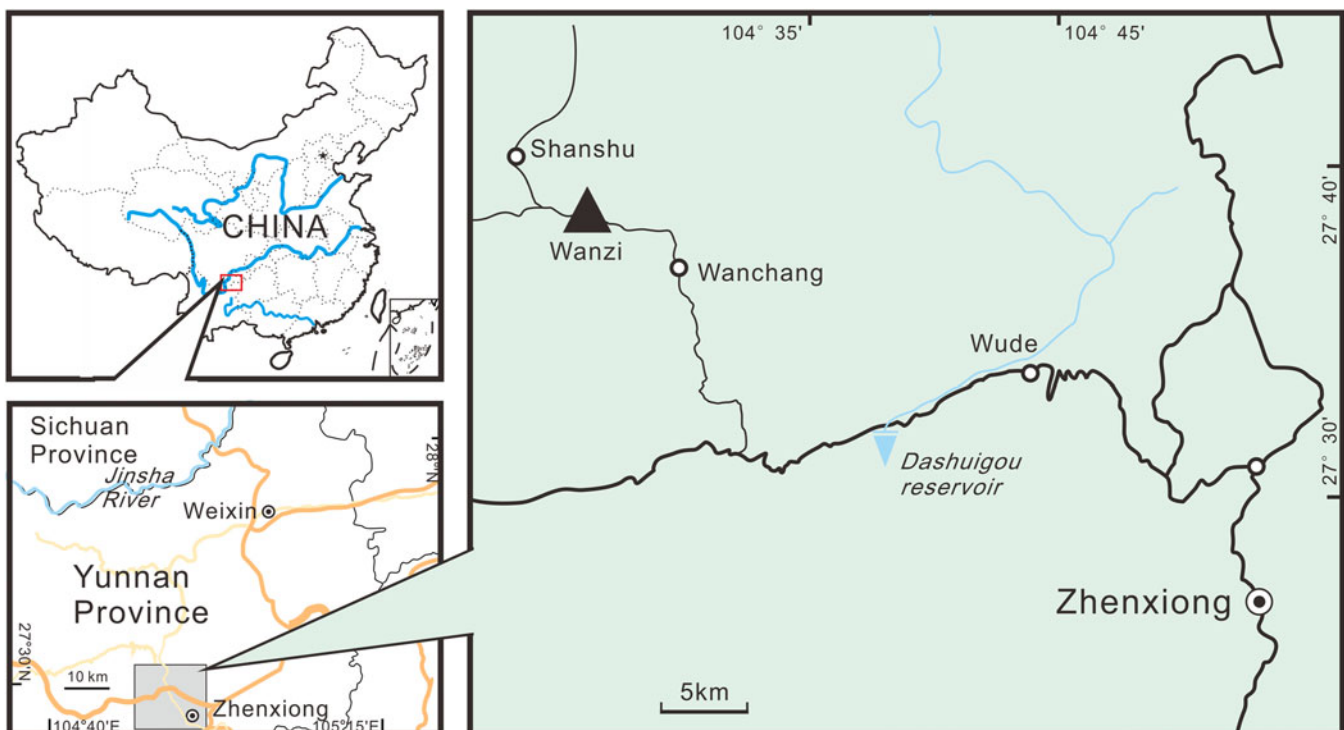 CHINA
Sichuan
Province
Jinsha
River
Weixin
28°N
Yunnan
Province
27°30'N
10 km
Zhenxiong
104°40'E
105°15'E
104° 35'
104° 45'
Shanshu
27° 40'
Wanzi
Wanchang
Wude
27° 30'
Dashuigou
reservoir
Zhenxiong
5km